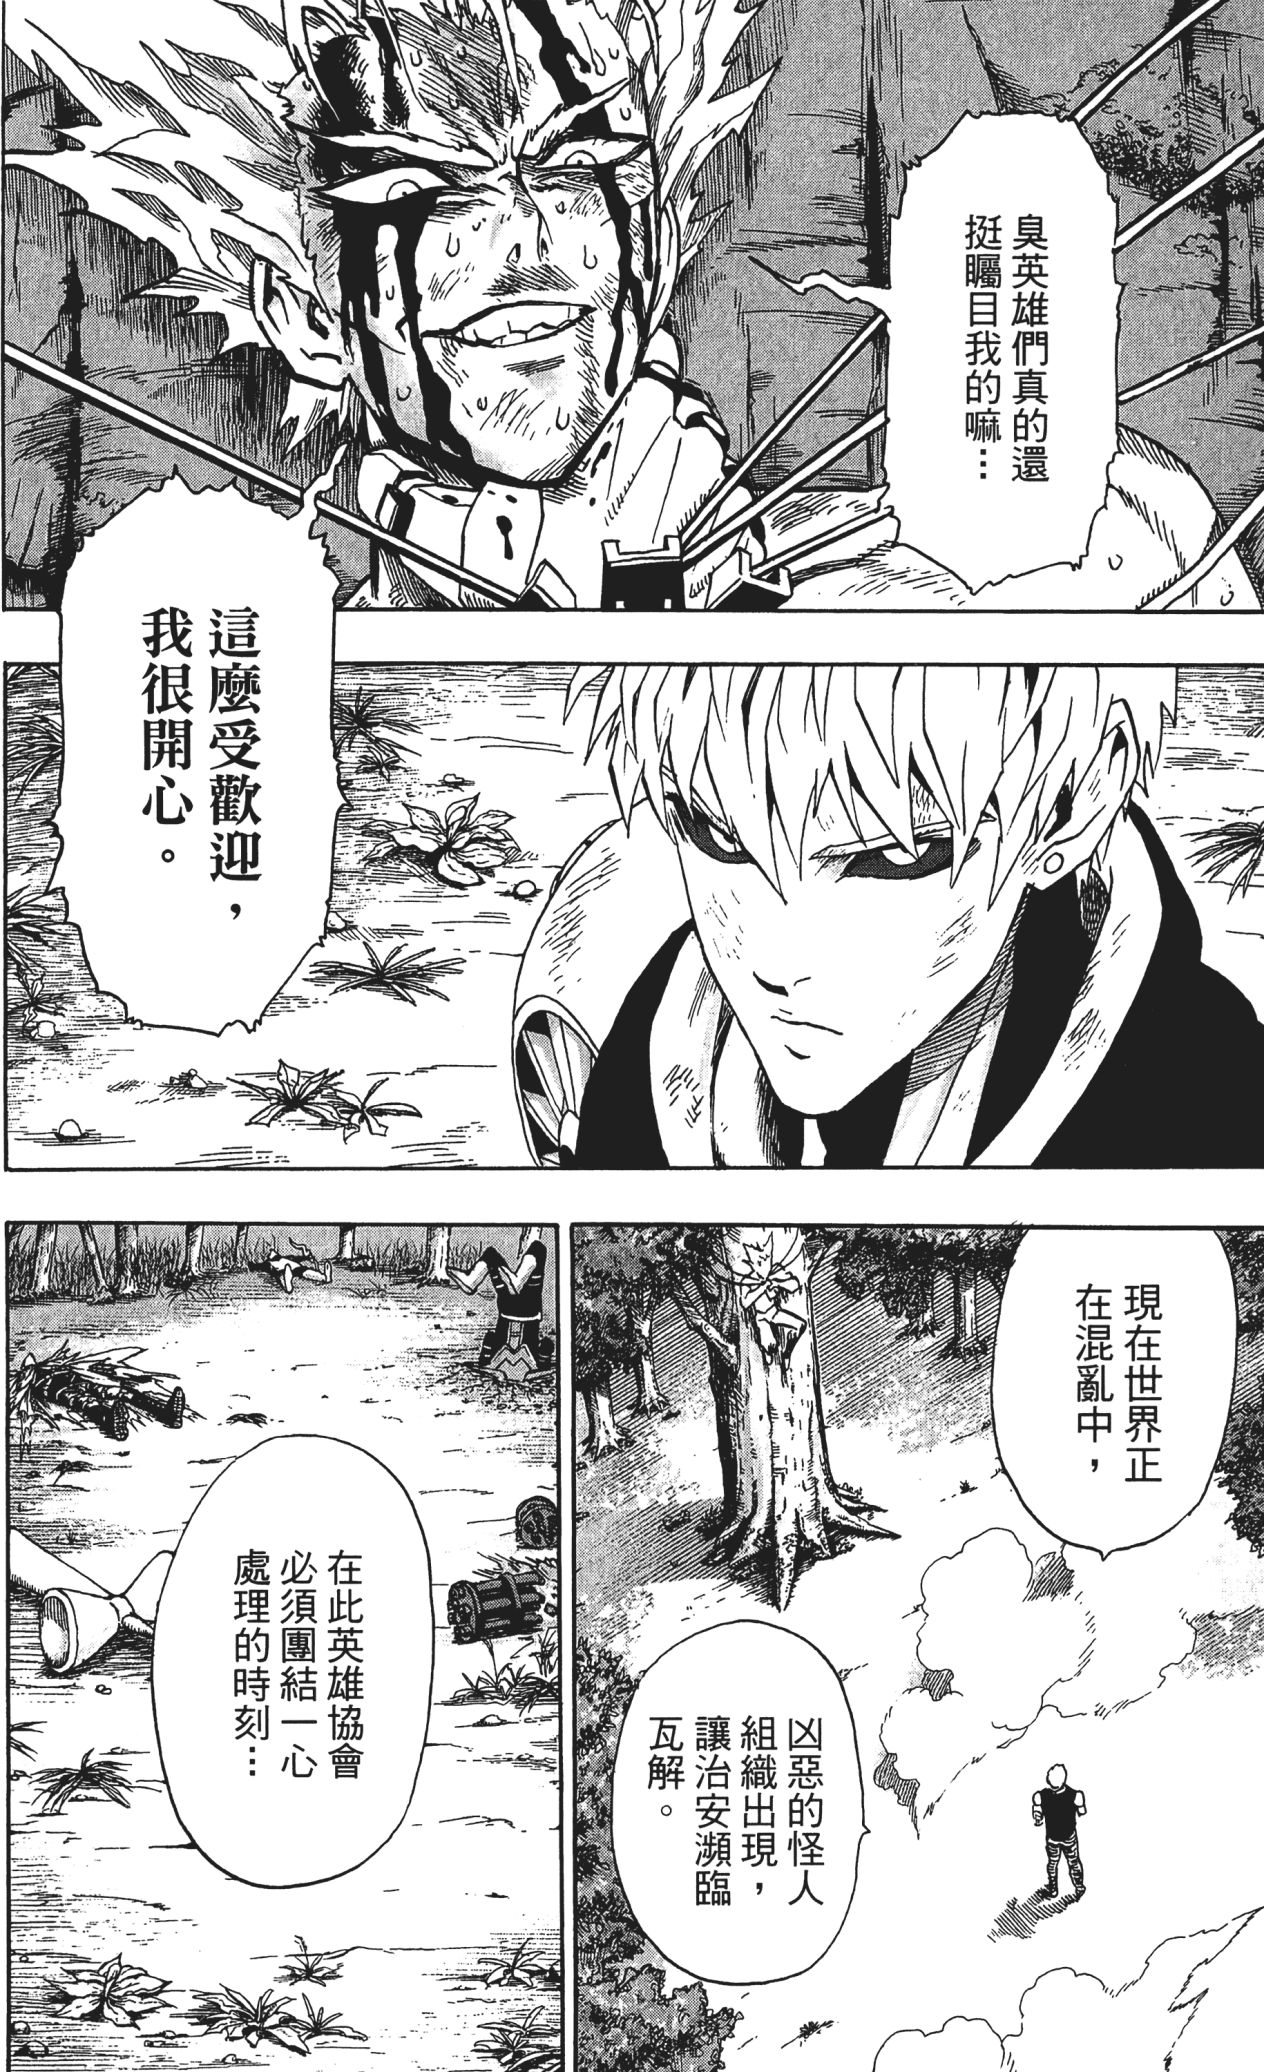 臭英雄們真的還
挺矚目我的嘛…
這麼受歡迎，
我很開心。
現在世界正
在混亂中，
凶惡的怪人
組織出現，
讓治安瀕臨
瓦解。
在此英雄協會
必須團結一心
處理的時刻…